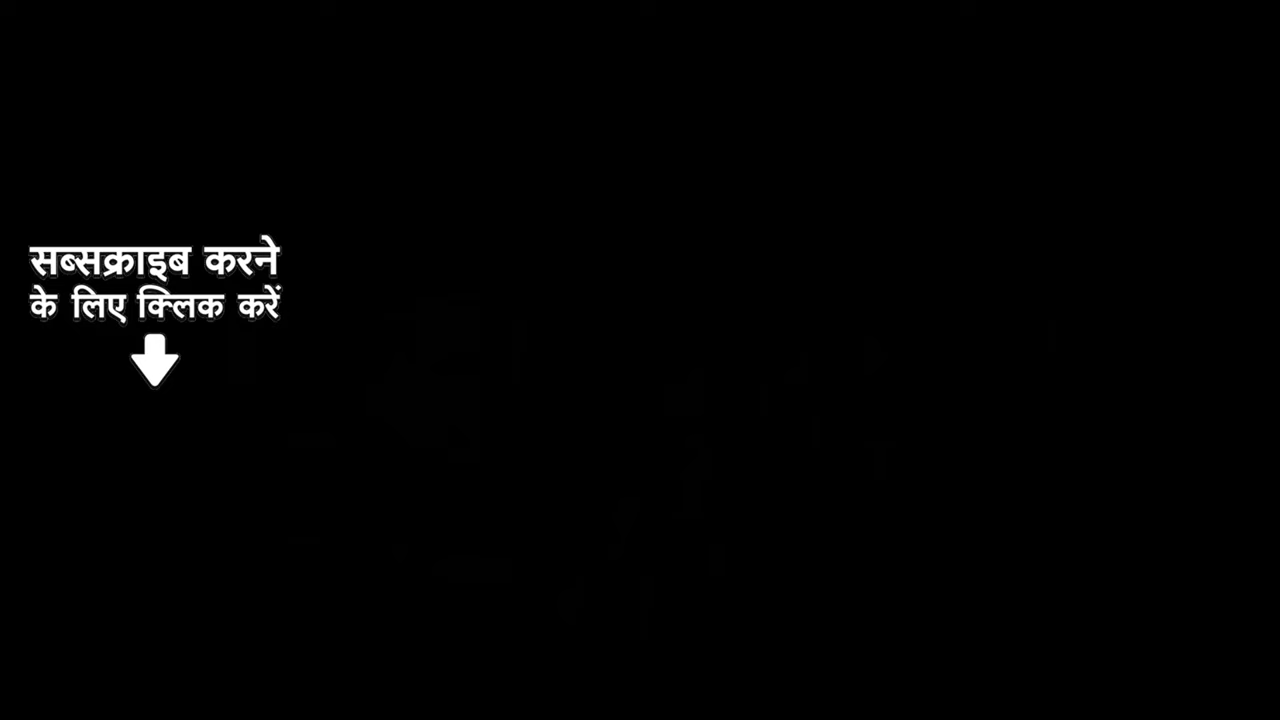 सब्सक्राइब करने
के लिए क्लिक करें